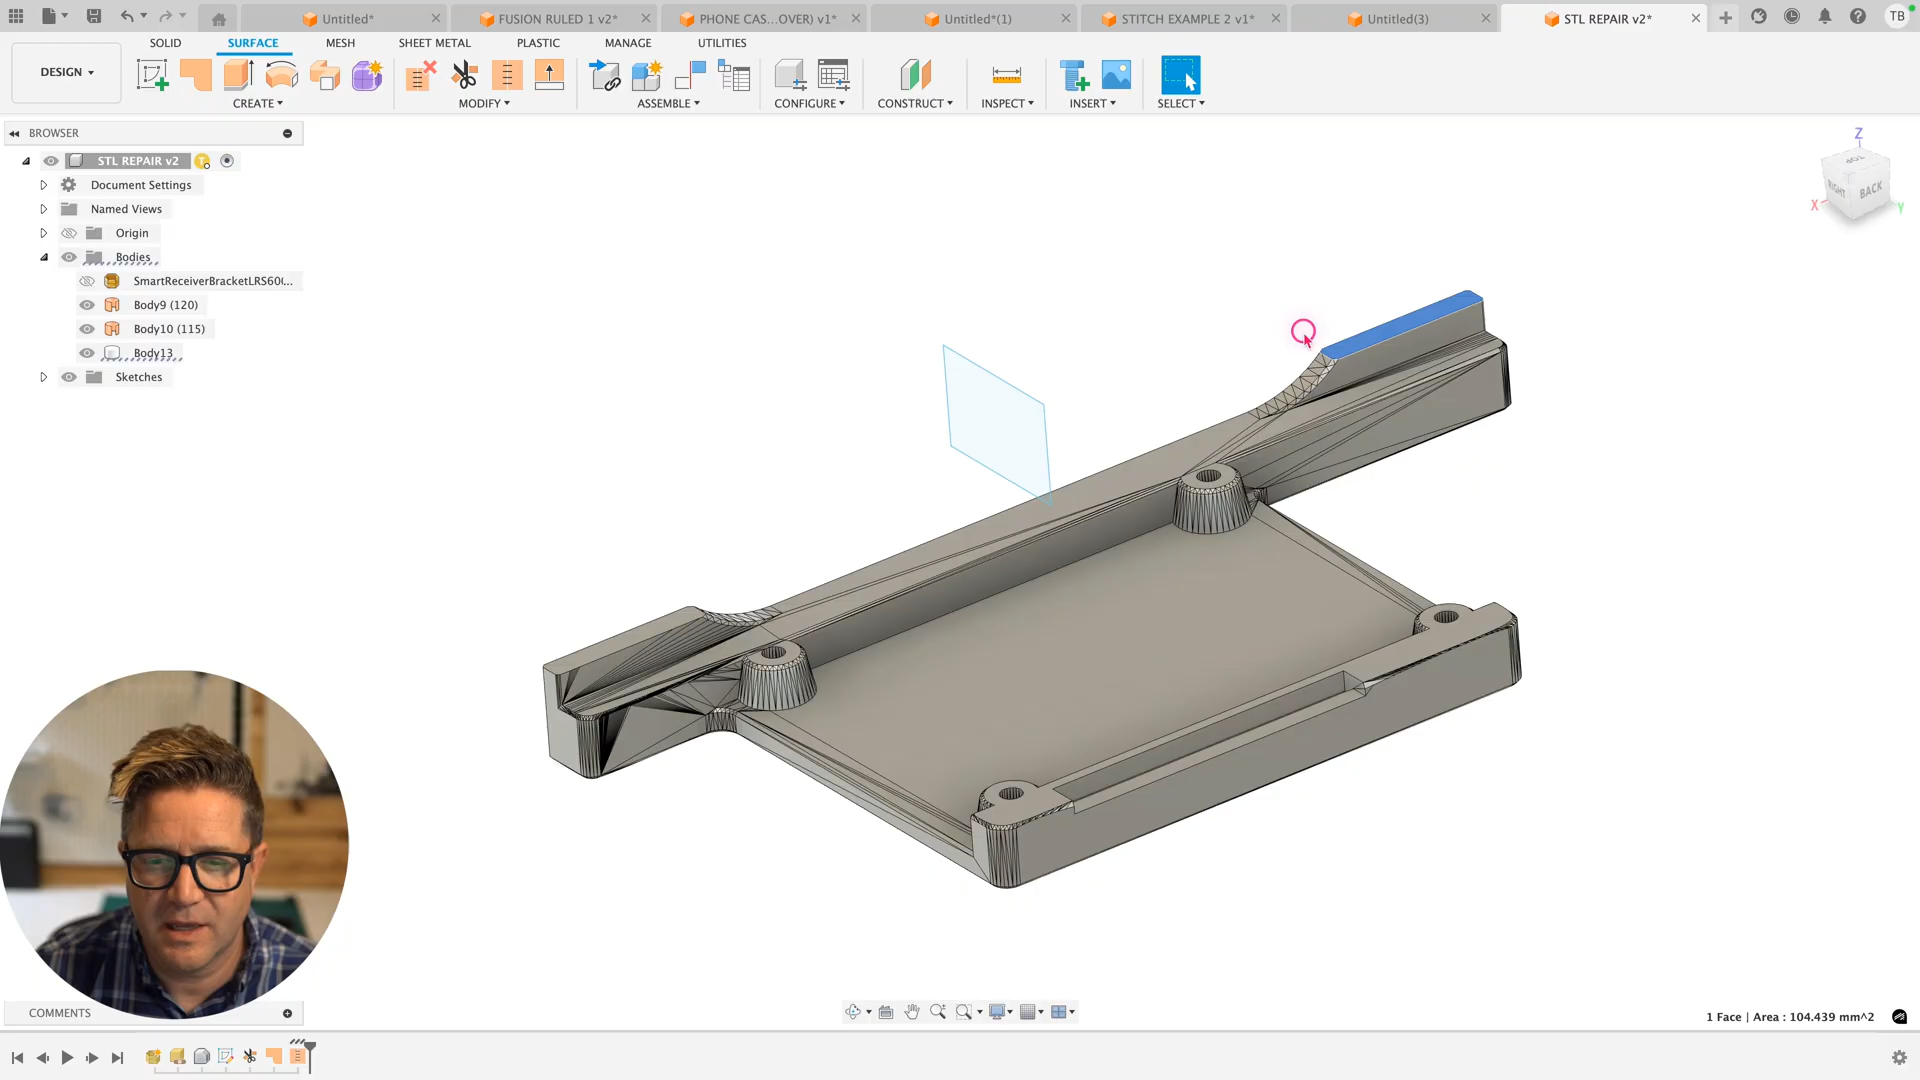 Untitled*
FUSION RULED 1 v2*
PHONE CAS...OVER) v1*
Untitled*(1)
STITCH EXAMPLE 2 v1*
Untitled(3)
STL REPAIR v2*
TB
SOLID
SURFACE
MESH
SHEET METAL
PLASTIC
MANAGE
UTILITIES
DESIGN
CREATE
MODIFY
ASSEMBLE
CONFIGURE
CONSTRUCT
INSPECT
INSERT
SELECT
BROWSER
STL REPAIR v2
Document Settings
Named Views
Origin
Bodies
SmartReceiverBracketLRS60(...
Body9 (120)
Body10 (115)
Body13
Sketches
Z
TOP
RIGHT
BACK
X
Y
COMMENTS
1 Face | Area : 104.439 mm^2